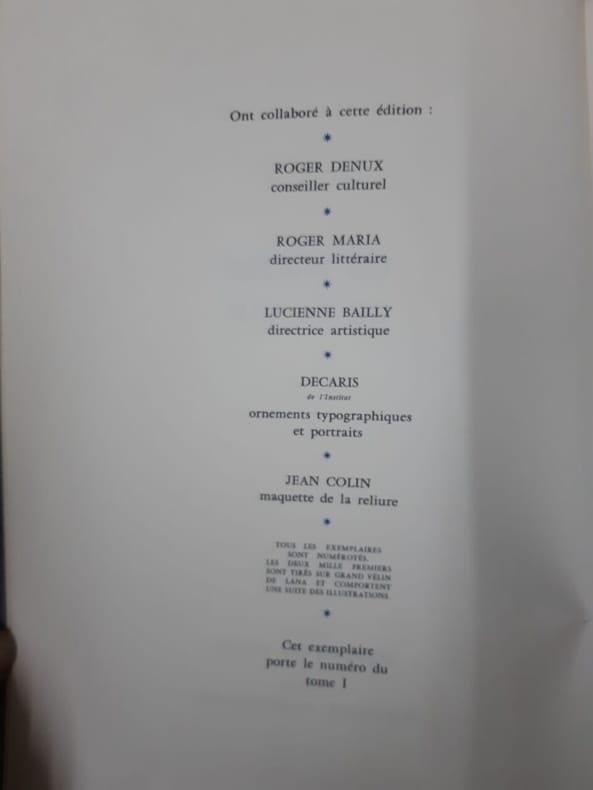 Ont collaboré à cette édition :
*
ROGER DENUX
conseiller culturel
*
ROGER MARIA
directeur littéraire
*
LUCIENNE BAILLY
directrice artistique
*
DECARIS
de l'Institut
ornements typographiques
et portraits
*
JEAN COLIN
maquette de la reliure
*
TOUS LES EXEMPLAIRES
SONT NUMÉROTÉS.
LES DEUX MILLE PREMIERS
SONT TIRÉS SUR GRAND VÉLIN
DE LANA ET COMPORTENT
UNE SUITE DES ILLUSTRATIONS.
*
Cet exemplaire
porte le numéro du
tome I